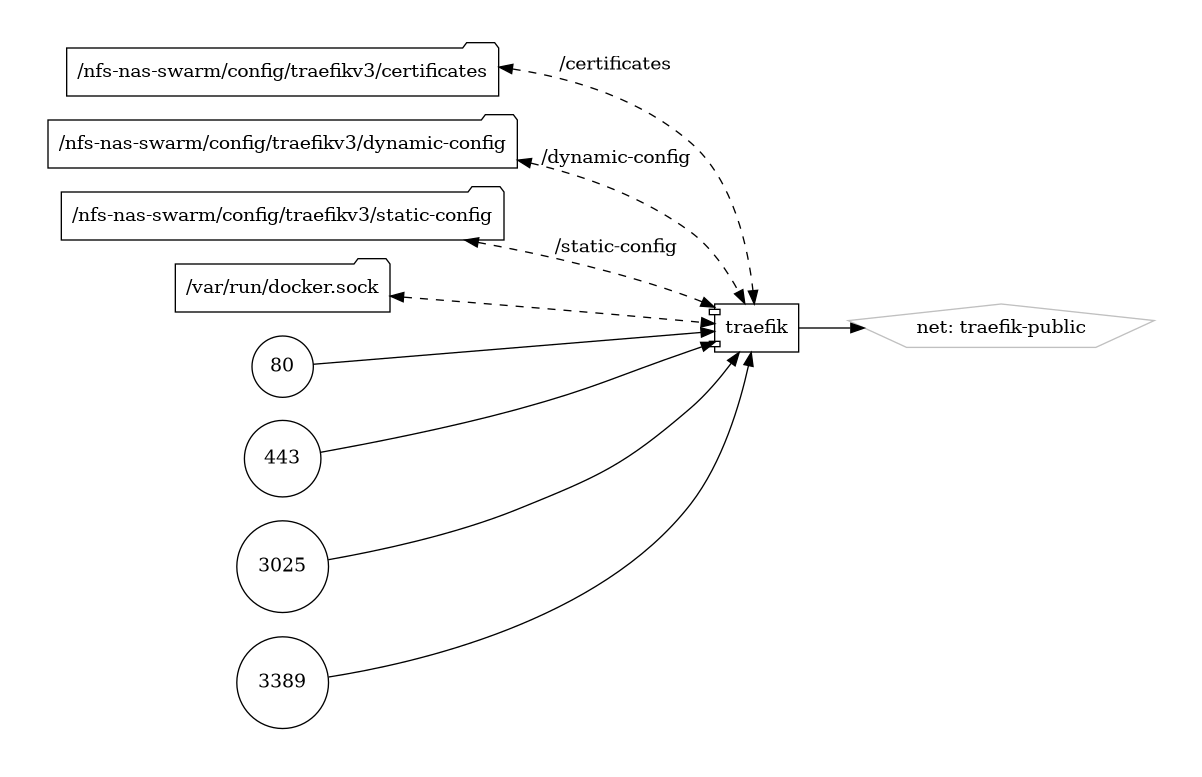 /nfs-nas-swarm/config/traefikv3/certificates
/certificates
/nfs-nas-swarm/config/traefikv3/dynamic-config
/dynamic-config
/nfs-nas-swarm/config/traefikv3/static-config
/static-config
/var/run/docker.sock
traefik
net: traefik-public
80
443
3025
3389